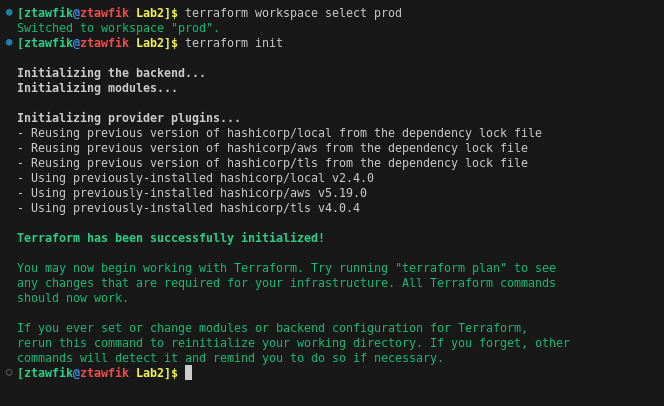 [ztawfik@ztawfik Lab2]$ terraform workspace select prod
Switched to workspace "prod".
[ztawfik@ztawfik Lab2]$ terraform init
Initializing the backend...
Initializing modules...
Initializing provider plugins...
- Reusing previous version of hashicorp/local from the dependency lock file
- Reusing previous version of hashicorp/aws from the dependency lock file
- Reusing previous version of hashicorp/tls from the dependency lock file
- Using previously-installed hashicorp/local v2.4.0
- Using previously-installed hashicorp/aws v5.19.0
- Using previously-installed hashicorp/tls v4.0.4
Terraform has been successfully initialized!
You may now begin working with Terraform. Try running "terraform plan" to see
any changes that are required for your infrastructure. All Terraform commands
should now work.
If you ever set or change modules or backend configuration for Terraform,
rerun this command to reinitialize your working directory. If you forget, other
commands will detect it and remind you to do so if necessary.
[ztawfik@ztawfik Lab2]$